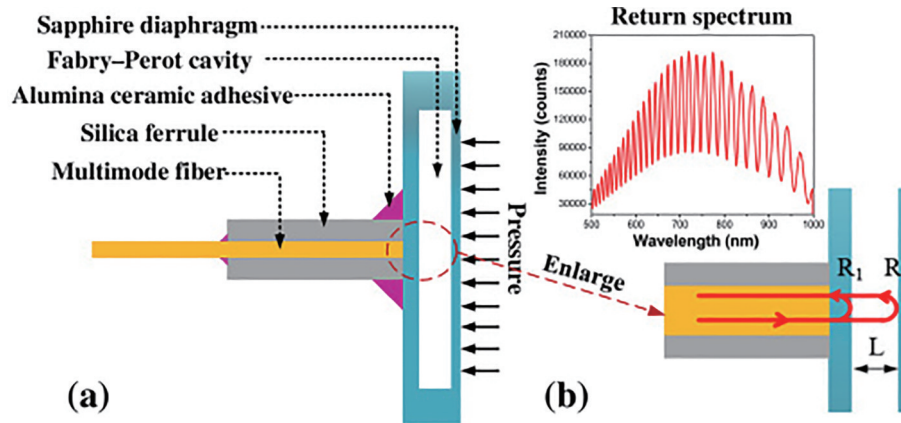 Sapphire diaphragm
Fabry–Perot cavity
Alumina ceramic adhesive
Silica ferrule
Multimode fiber
Pressure
(a)
Return spectrum
210000
180000
150000
120000
90000
60000
30000
Intensity (counts)
500 600 700 800 900 1000
Wavelength (nm)
Enlarge
R1 R
L
(b)